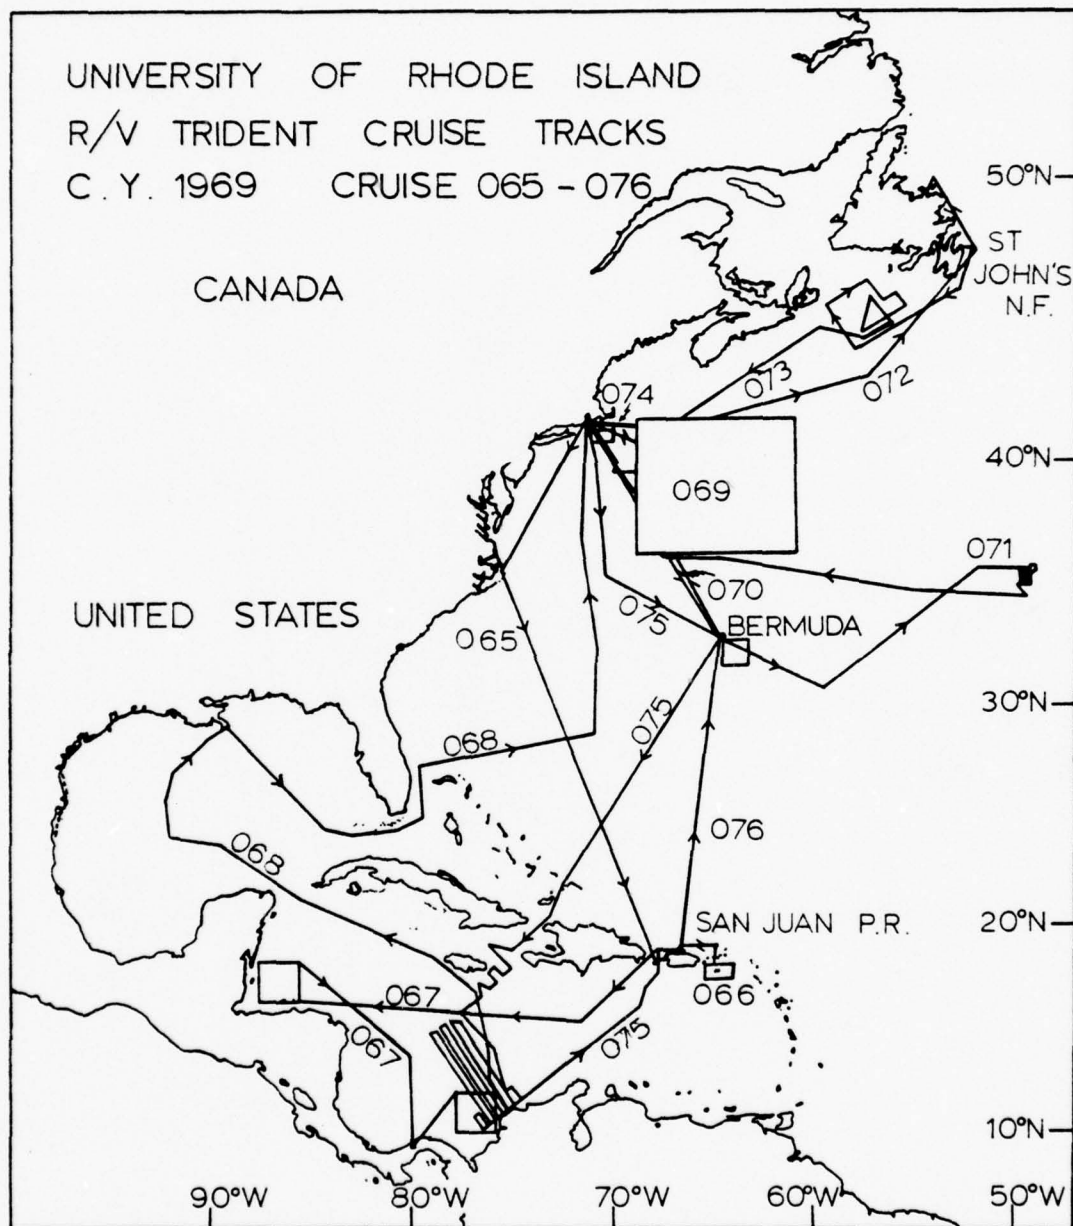 UNIVERSITY OF RHODE ISLAND
R/V TRIDENT CRUISE TRACKS
C. Y. 1969 CRUISE 065 - 076
50°N
ST
JOHN'S
N.F.
CANADA
073
072
074
40°N
069
071
070
UNITED STATES
065
075
BERMUDA
30°N
075
068
076
068
SAN JUAN P.R.
20°N
066
067
067
075
10°N
90°W 80°W 70°W 60°W 50°W